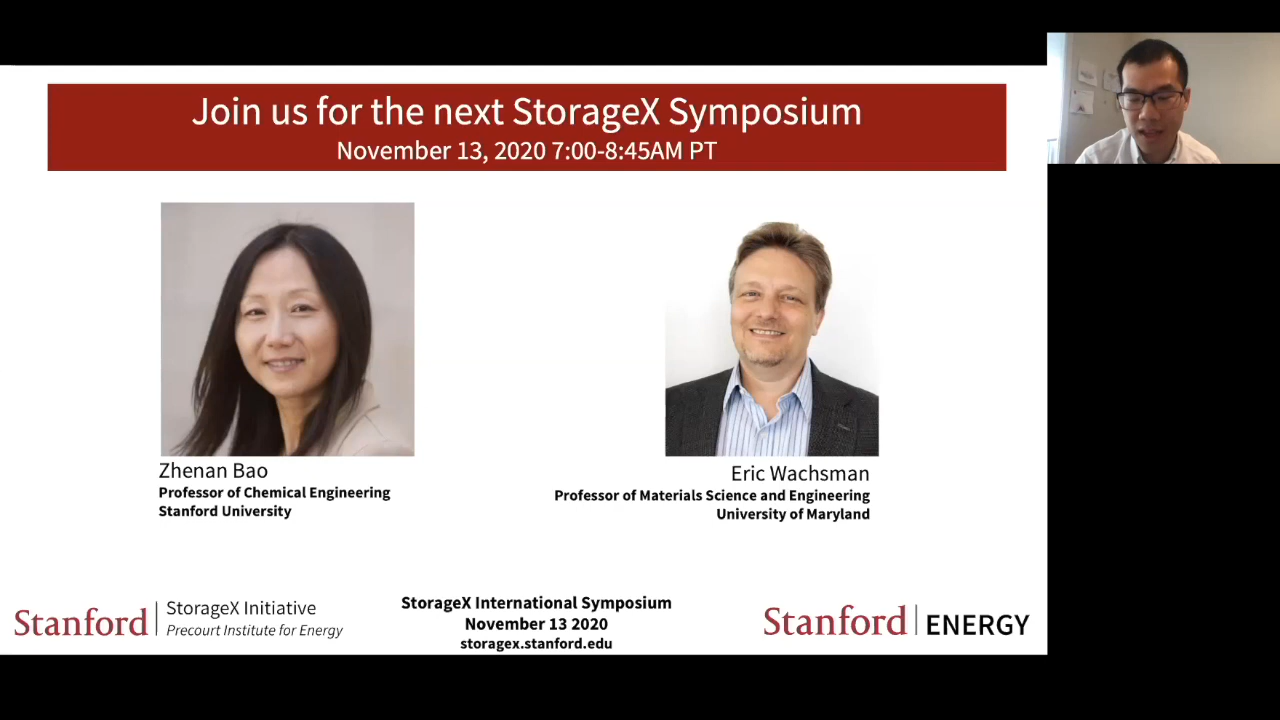 Join us for the next StorageX Symposium
November 13, 2020 7:00-8:45AM PT
Zhenan Bao
Professor of Chemical Engineering
Stanford University
Eric Wachsman
Professor of Materials Science and Engineering
University of Maryland
Stanford
StorageX Initiative
Precourt Institute for Energy
StorageX International Symposium
November 13 2020
storagex.stanford.edu
Stanford ENERGY